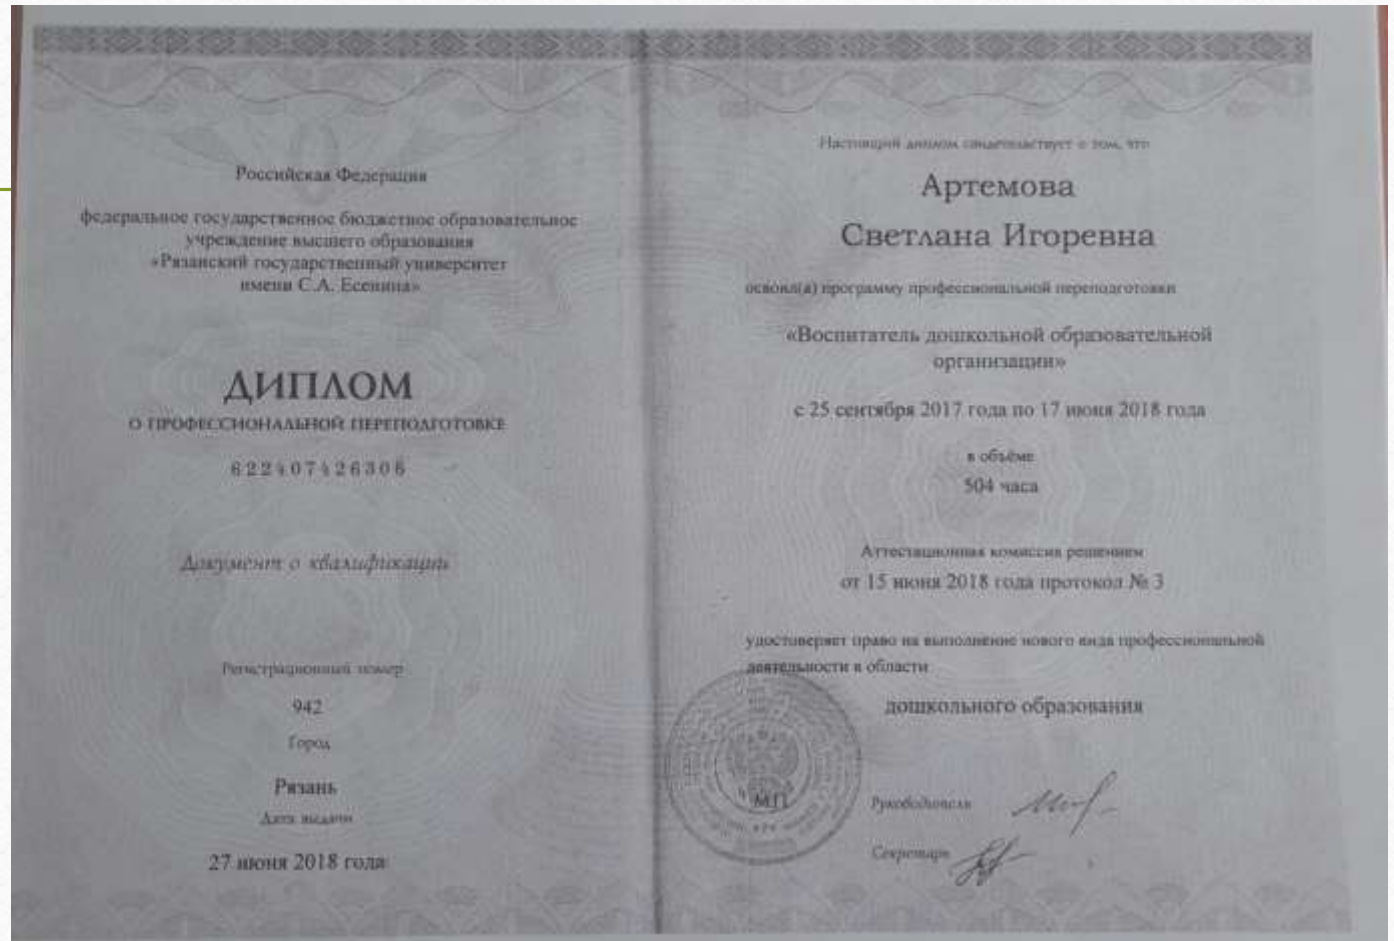 Российская Федерация
федеральное государственное бюджетное образовательное
учреждение высшего образования
«Рязанский государственный университет
имени С.А. Есенина»
ДИПЛОМ
О ПРОФЕССИОНАЛЬНОЙ ПЕРЕПОДГОТОВКЕ
622407426306
Документ о квалификации
Регистрационный номер
942
Город
Рязань
Дата выдачи
27 июня 2018 года
Настоящий диплом свидетельствует о том, что
Артемова
Светлана Игоревна
освоил(а) программу профессиональной переподготовки
«Воспитатель дошкольной образовательной
организации»
с 25 сентября 2017 года по 17 июня 2018 года
в объёме
504 часа
Аттестационная комиссия решением
от 15 июня 2018 года протокол № 3
удостоверяет право на выполнение нового вида профессиональной
деятельности в области
дошкольного образования
М.П.
Руководитель
Секретарь